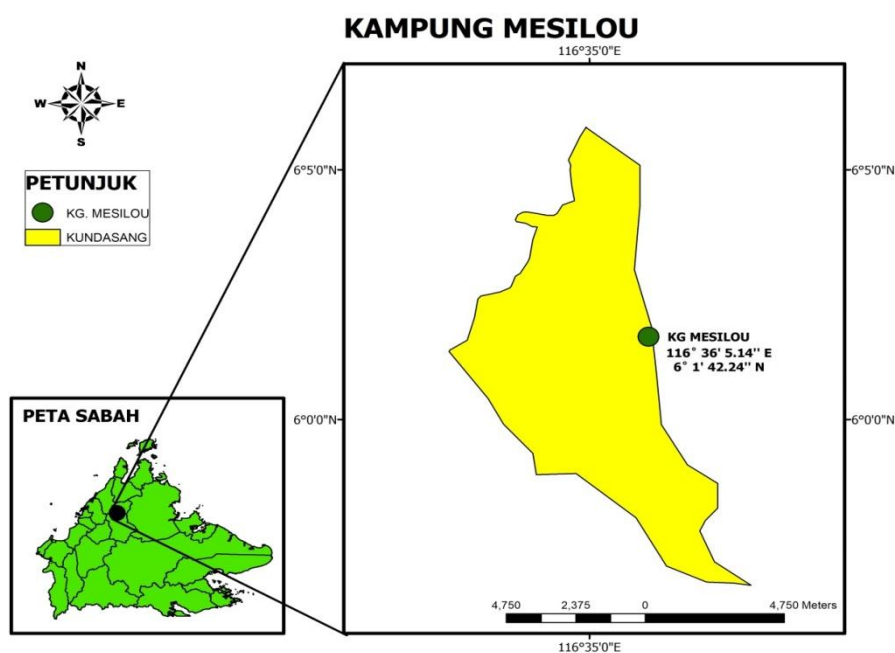 KAMPUNG MESILOU
116°35'0"E
N
W
E
S
6°5'0"N
6°5'0"N
PETUNJUK
KG. MESILOU
KUNDASANG
KG MESILOU
116° 36' 5.14'' E
6° 1' 42.24'' N
PETA SABAH
6°0'0"N
6°0'0"N
4,750 2,375 0 4,750 Meters
116°35'0"E